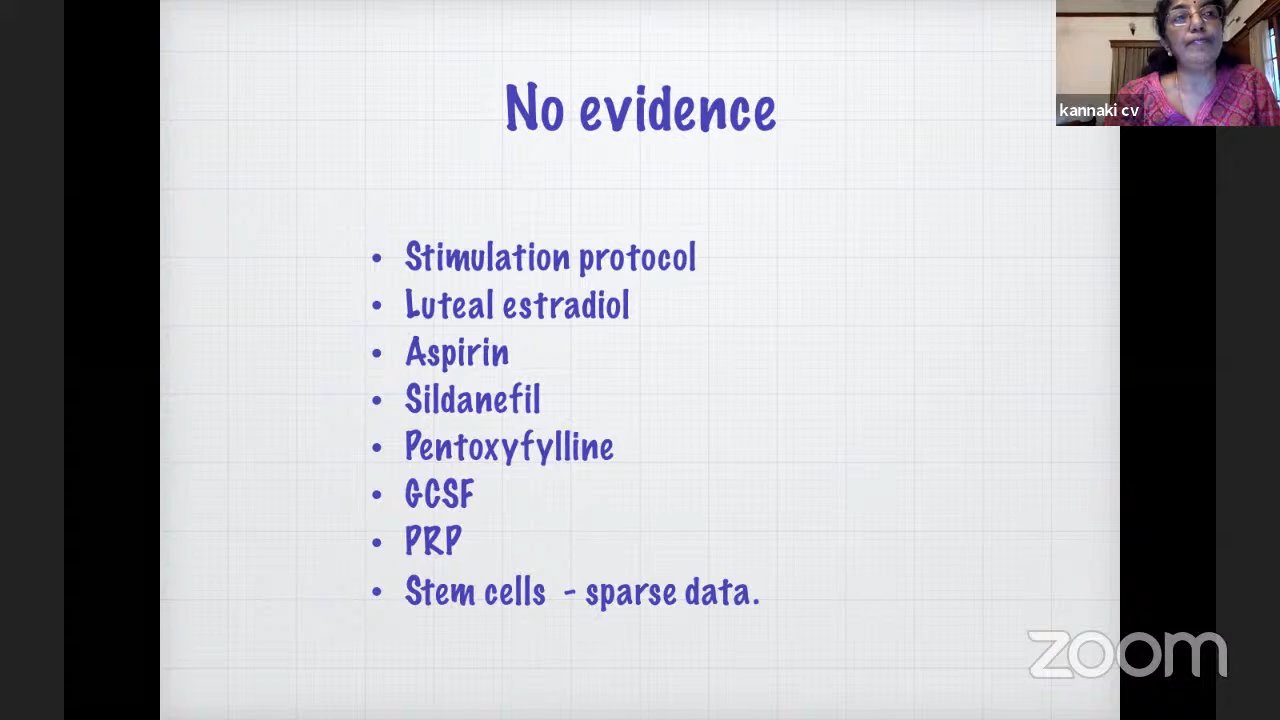 No evidence
kannaki cv
• Stimulation protocol
• Luteal estradiol
• Aspirin
• Sildanefil
• Pentoxyfylline
• GCSF
• PRP
• Stem cells - sparse data.
zoom